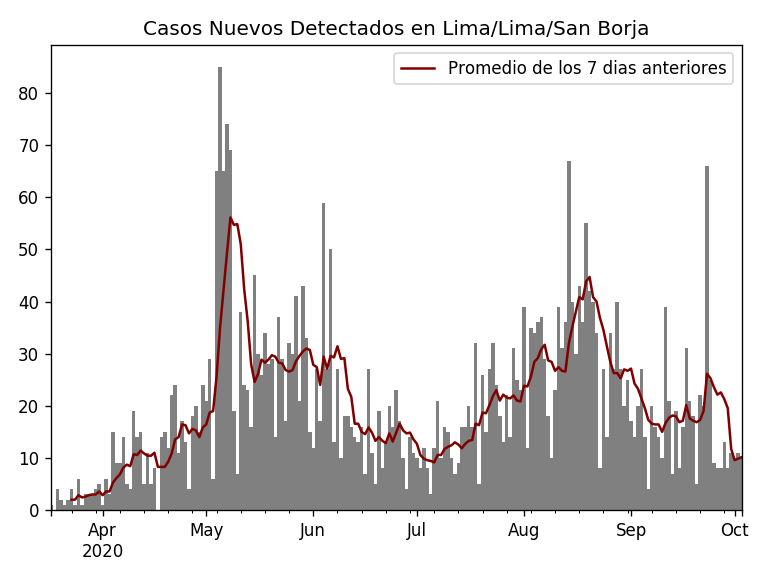 Casos Nuevos Detectados en Lima/Lima/San Borja
Promedio de los 7 dias anteriores
80
70
60
50
40
30
20
10
0
Apr
2020
May
Jun
Jul
Aug
Sep
Oct